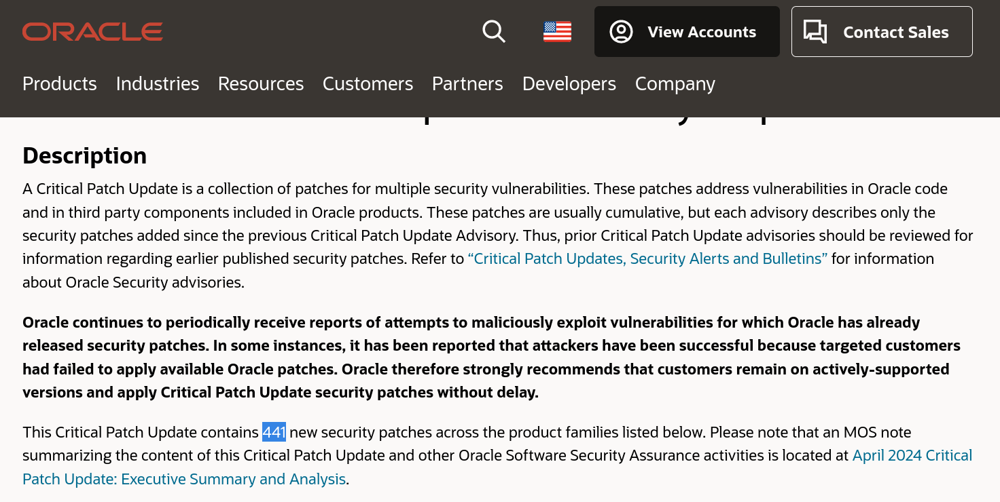 ORACLE
View Accounts
Contact Sales
Products Industries Resources Customers Partners Developers Company
Description
A Critical Patch Update is a collection of patches for multiple security vulnerabilities. These patches address vulnerabilities in Oracle code
and in third party components included in Oracle products. These patches are usually cumulative, but each advisory describes only the
security patches added since the previous Critical Patch Update Advisory. Thus, prior Critical Patch Update advisories should be reviewed for
information regarding earlier published security patches. Refer to “Critical Patch Updates, Security Alerts and Bulletins” for information
about Oracle Security advisories.
Oracle continues to periodically receive reports of attempts to maliciously exploit vulnerabilities for which Oracle has already
released security patches. In some instances, it has been reported that attackers have been successful because targeted customers
had failed to apply available Oracle patches. Oracle therefore strongly recommends that customers remain on actively-supported
versions and apply Critical Patch Update security patches without delay.
This Critical Patch Update contains 441 new security patches across the product families listed below. Please note that an MOS note
summarizing the content of this Critical Patch Update and other Oracle Software Security Assurance activities is located at April 2024 Critical
Patch Update: Executive Summary and Analysis.